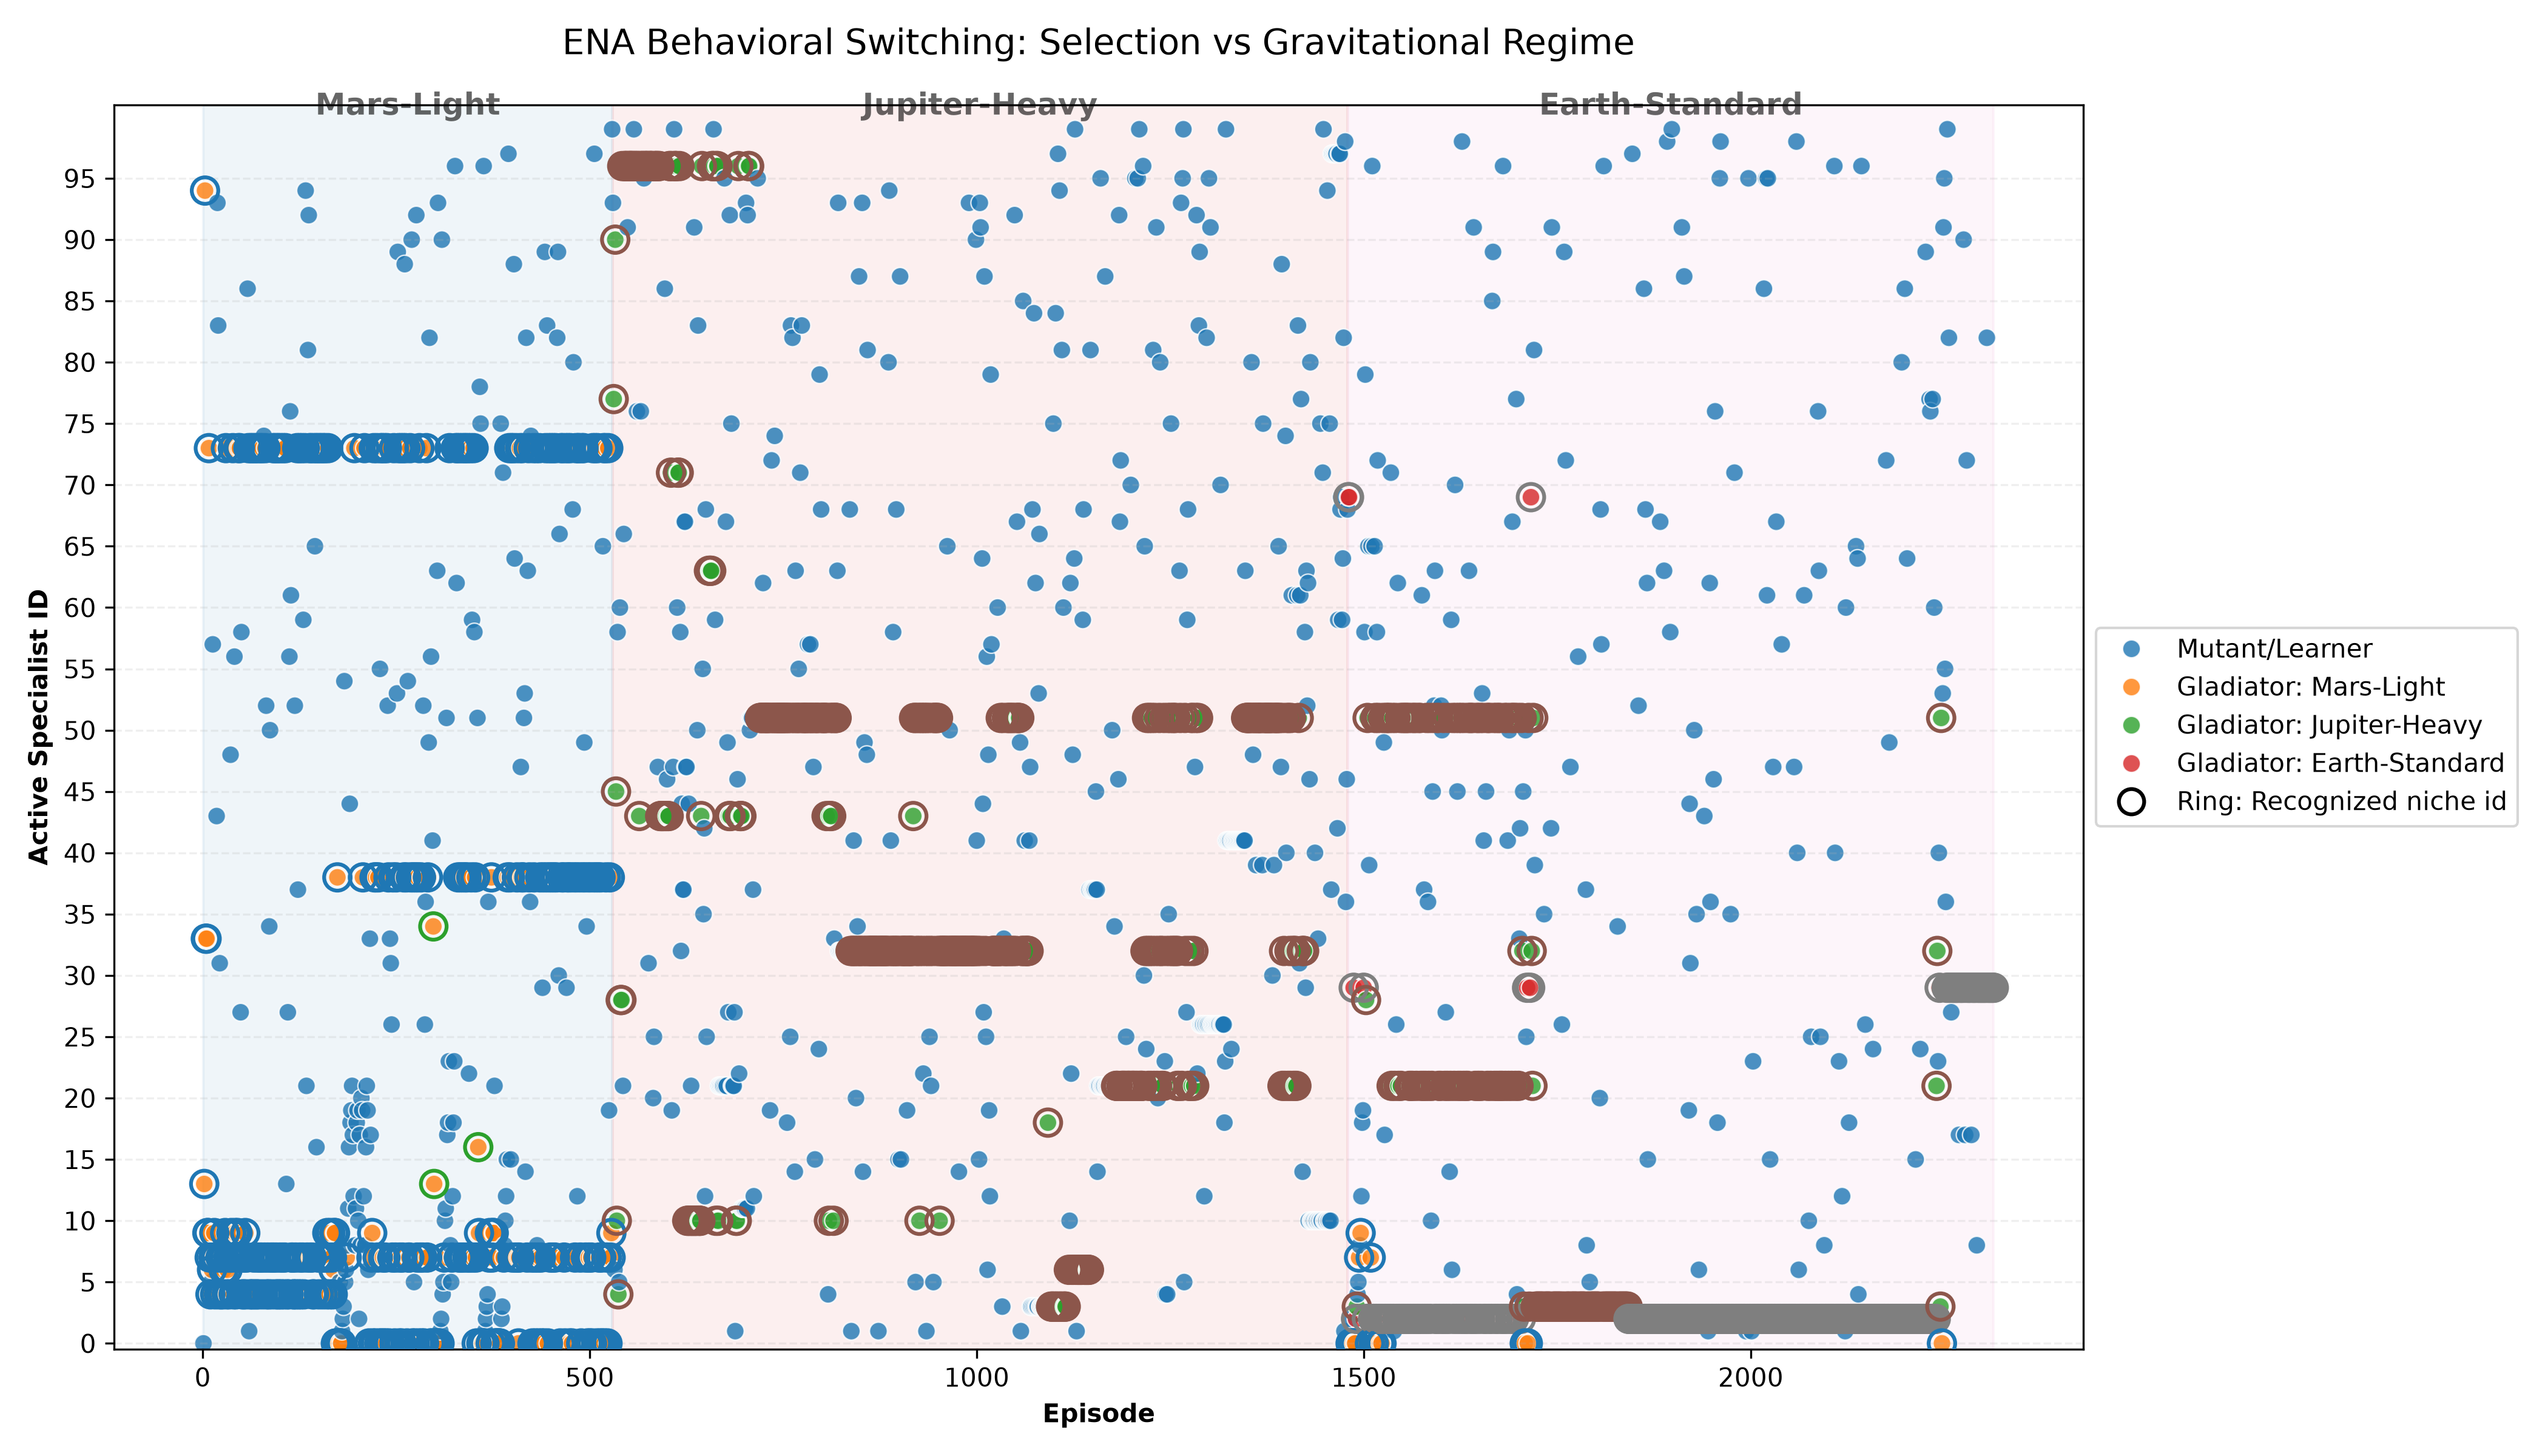 ENA Behavioral Switching: Selection vs Gravitational Regime
Mars-Light
Jupiter-Heavy
Earth-Standard
Active Specialist ID
95
90
85
80
75
70
65
60
55
50
45
40
35
30
25
20
15
10
5
0
0
500
1000
1500
2000
Episode
Mutant/Learner
Gladiator: Mars-Light
Gladiator: Jupiter-Heavy
Gladiator: Earth-Standard
Ring: Recognized niche id